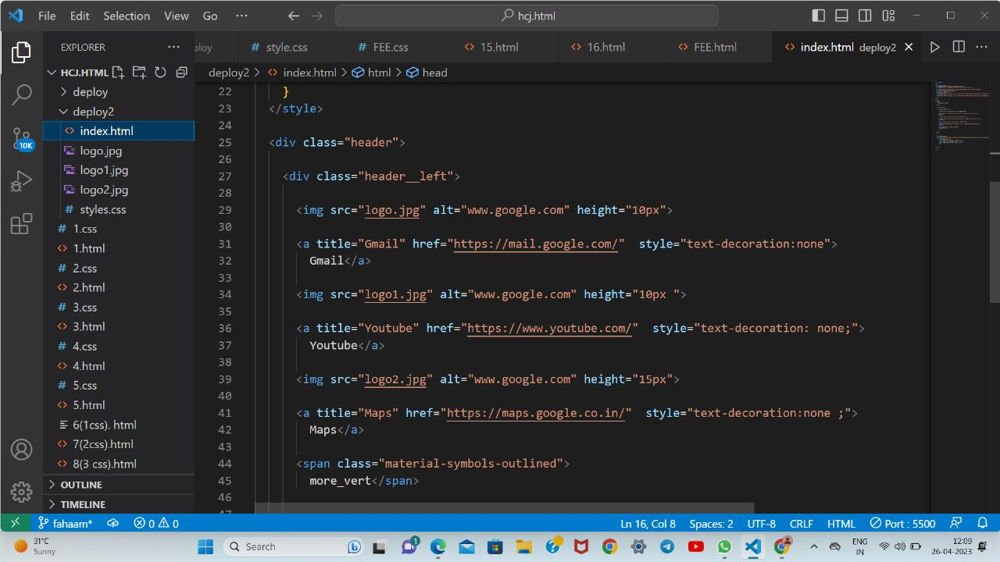 File Edit Selection View Go ··· hcj.html
EXPLORER ···
HCJ.HTML
deploy
deploy2
index.html
logo.jpg
logo1.jpg
logo2.jpg
styles.css
1.css
1.html
2.css
2.html
3.css
3.html
4.css
4.html
5.css
5.html
6(1css). html
7(2css).html
8(3 css).html
OUTLINE
TIMELINE
ploy style.css FEE.css 15.html 16.html FEE.html index.html deploy2
deploy2 > index.html > html > head
22 }
23 </style>
24
25 <div class="header">
26
27 <div class="header__left">
28
29 <img src="logo.jpg" alt="www.google.com" height="10px">
30
31 <a title="Gmail" href="https://mail.google.com/"  style="text-decoration:none">
32 Gmail</a>
33
34 <img src="logo1.jpg" alt="www.google.com" height="10px ">
35
36 <a title="Youtube" href="https://www.youtube.com/"  style="text-decoration: none;">
37 Youtube</a>
38
39 <img src="logo2.jpg" alt="www.google.com" height="15px">
40
41 <a title="Maps" href="https://maps.google.co.in/"  style="text-decoration:none ;">
42 Maps</a>
43
44 <span class="material-symbols-outlined">
45 more_vert</span>
46
47
10K
fahaam* 0 0 Ln 16, Col 8 Spaces: 2 UTF-8 CRLF HTML Port : 5500
31°C
Sunny
Search
1
ENG
IN
12:09
26-04-2023